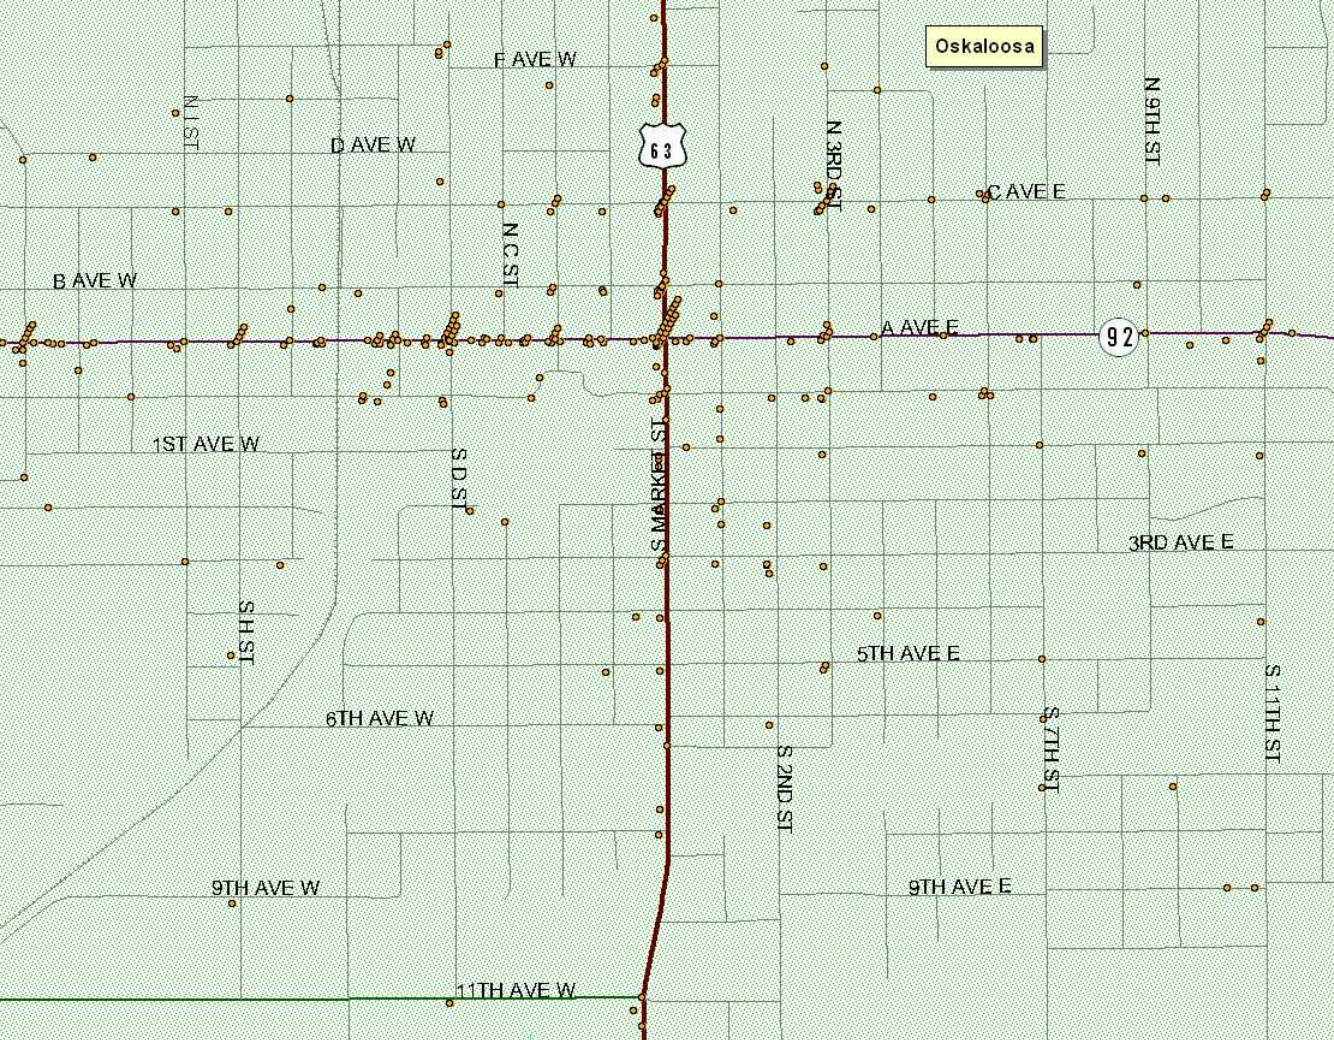 Oskaloosa
F AVE W
N 9TH ST
N I ST
N 3RD ST
D AVE W
63
C AVE E
N C ST
B AVE W
A AVE E
92
1ST AVE W
S D ST
S MARKET ST
3RD AVE E
S H ST
5TH AVE E
S 11TH ST
6TH AVE W
S 7TH ST
S 2ND ST
9TH AVE W
9TH AVE E
11TH AVE W